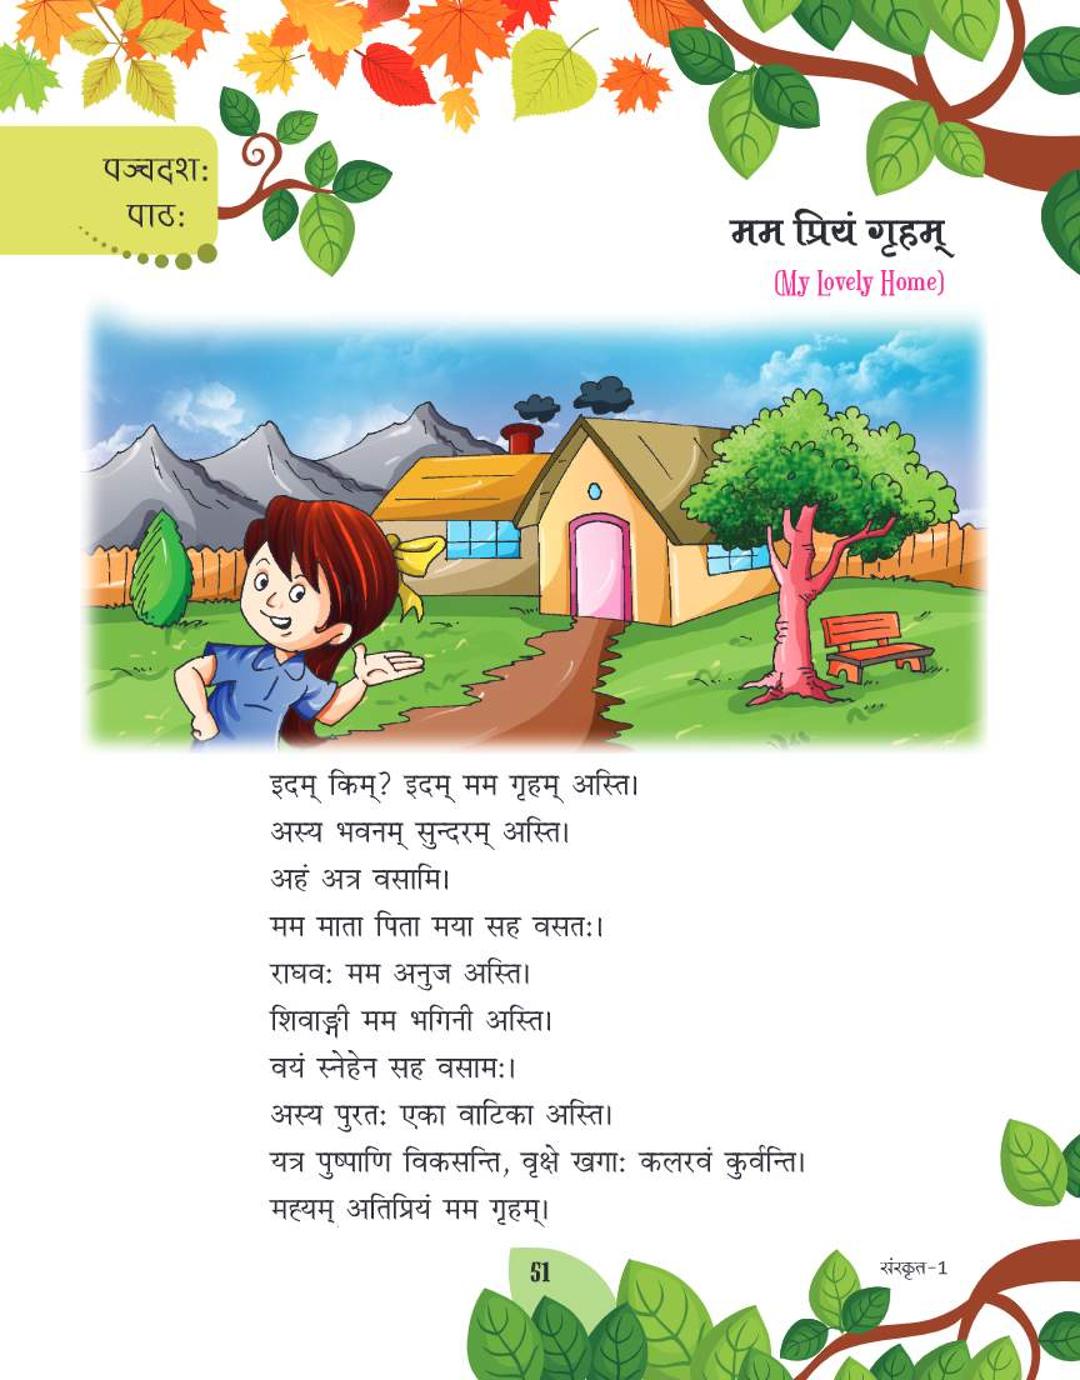 पञ्चदशः
पाठः
मम प्रियं गृहम्
(My Lovely Home)
इदम् किम्? इदम् मम गृहम् अस्ति।
अस्य भवनम् सुन्दरम् अस्ति।
अहं अत्र वसामि।
मम माता पिता मया सह वसतः।
राघवः मम अनुज अस्ति।
शिवाङ्गी मम भगिनी अस्ति।
वयं स्नेहेन सह वसामः।
अस्य पुरतः एका वाटिका अस्ति।
यत्र पुष्पाणि विकसन्ति, वृक्षे खगाः कलरवं कुर्वन्ति।
मह्यम् अतिप्रियं मम गृहम्।
51
संस्कृत-1